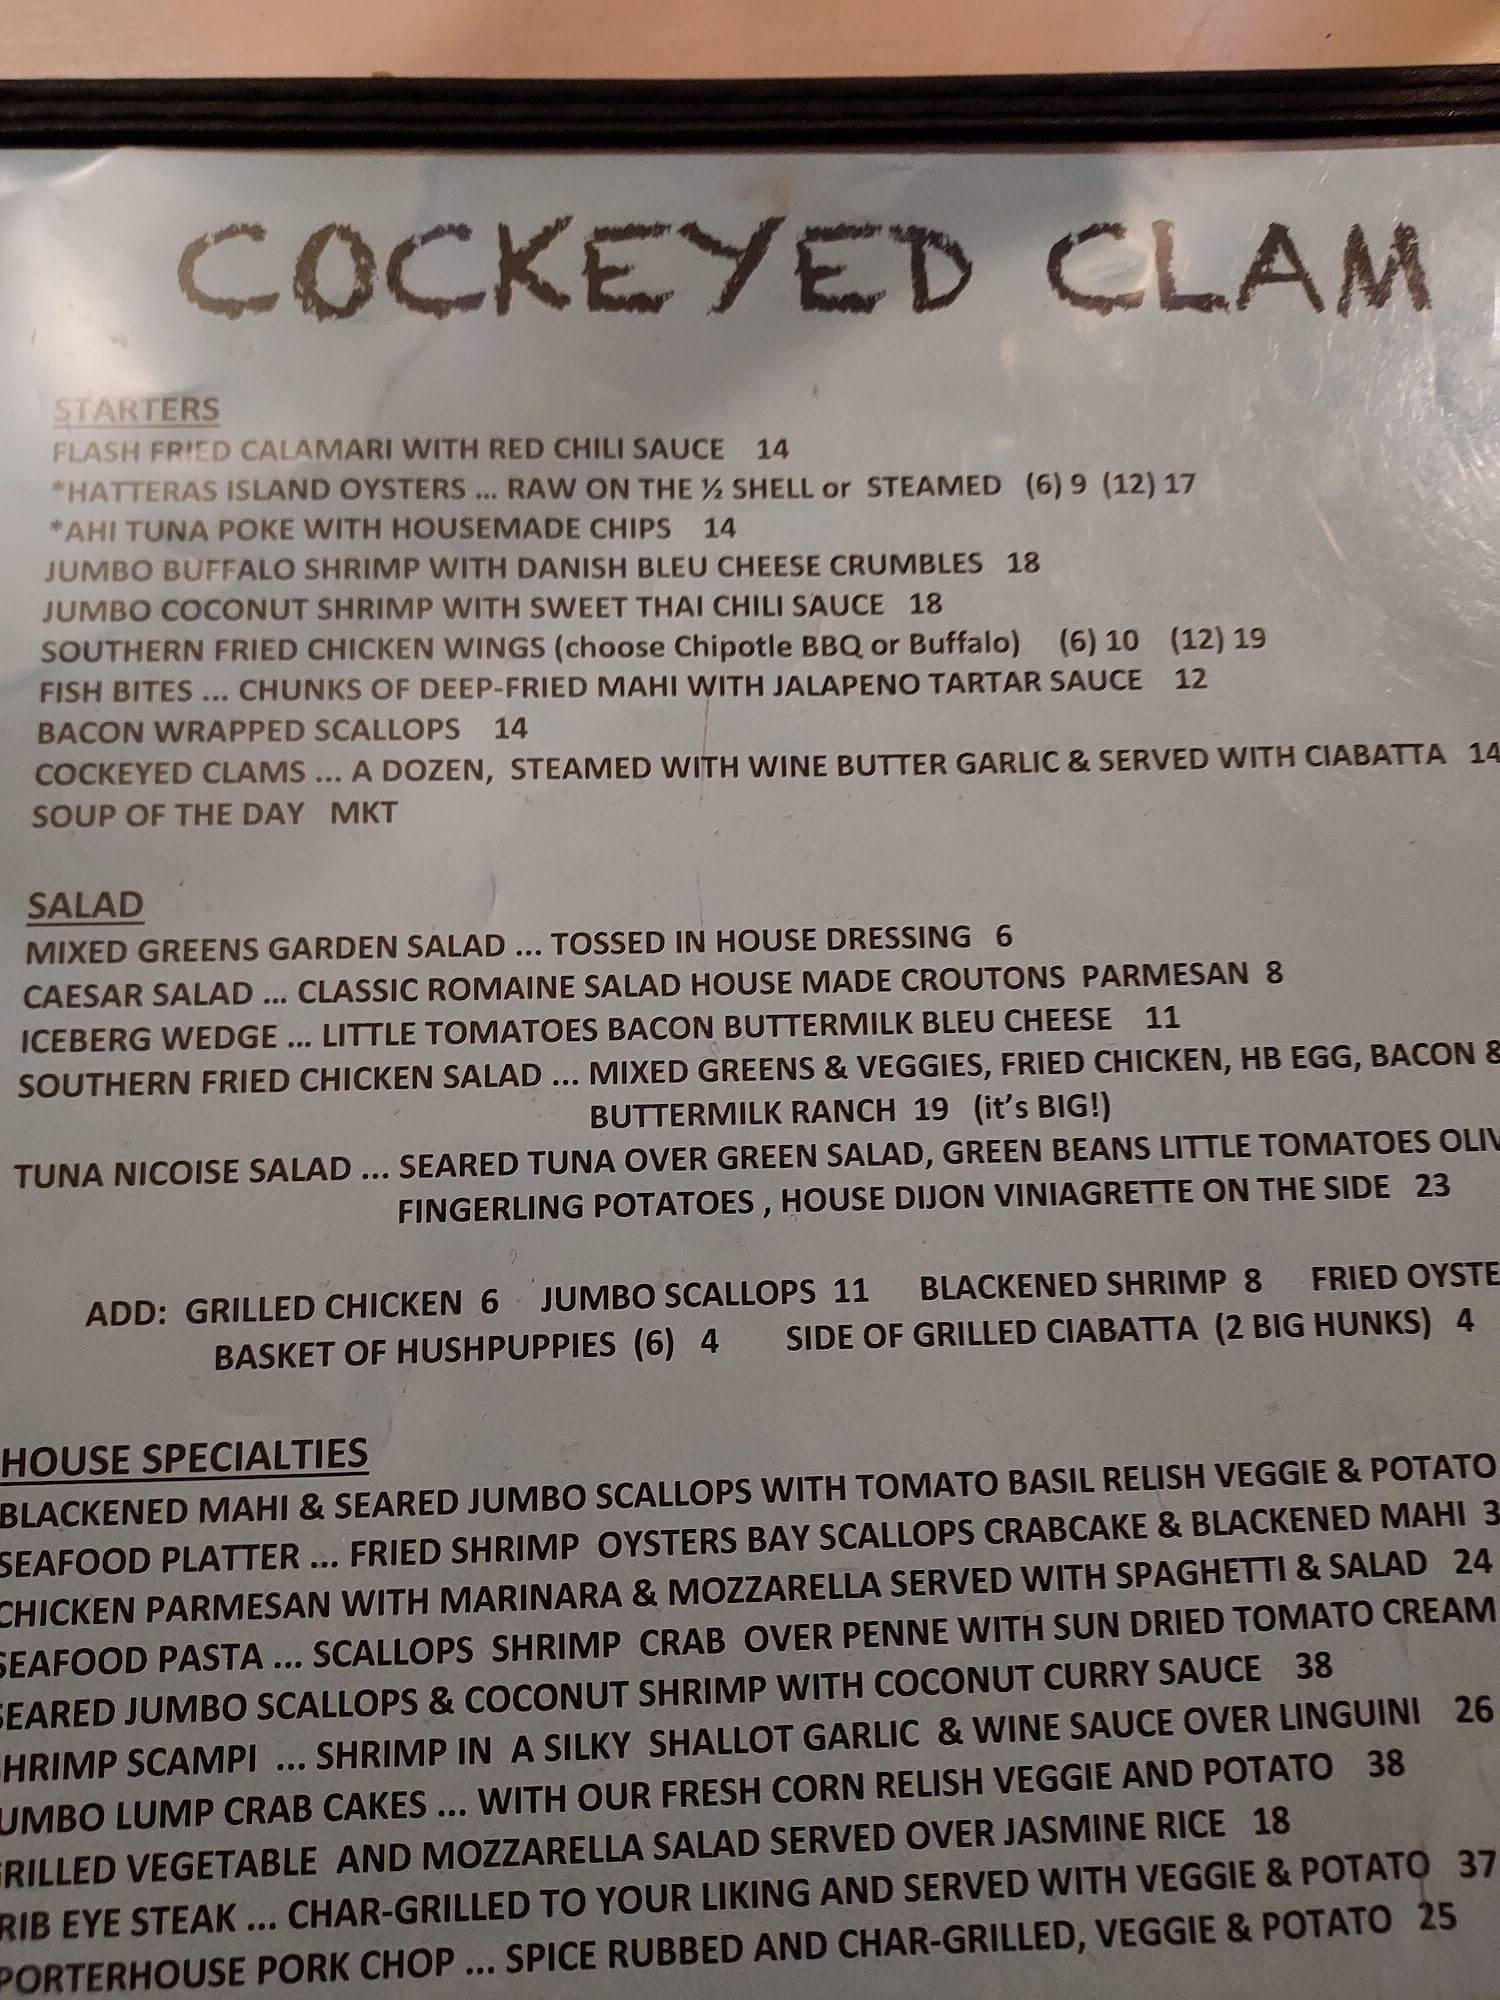 COCKEYED CLAM
STARTERS
FLASH FRIED CALAMARI WITH RED CHILI SAUCE 14
*HATTERAS ISLAND OYSTERS ... RAW ON THE ½ SHELL or STEAMED (6) 9 (12) 17
*AHI TUNA POKE WITH HOUSEMADE CHIPS 14
JUMBO BUFFALO SHRIMP WITH DANISH BLEU CHEESE CRUMBLES 18
JUMBO COCONUT SHRIMP WITH SWEET THAI CHILI SAUCE 18
SOUTHERN FRIED CHICKEN WINGS (choose Chipotle BBQ or Buffalo) (6) 10 (12) 19
FISH BITES ... CHUNKS OF DEEP-FRIED MAHI WITH JALAPENO TARTAR SAUCE 12
BACON WRAPPED SCALLOPS 14
COCKEYED CLAMS ... A DOZEN, STEAMED WITH WINE BUTTER GARLIC & SERVED WITH CIABATTA 14
SOUP OF THE DAY MKT
SALAD
MIXED GREENS GARDEN SALAD ... TOSSED IN HOUSE DRESSING 6
CAESAR SALAD ... CLASSIC ROMAINE SALAD HOUSE MADE CROUTONS PARMESAN 8
ICEBERG WEDGE ... LITTLE TOMATOES BACON BUTTERMILK BLEU CHEESE 11
SOUTHERN FRIED CHICKEN SALAD ... MIXED GREENS & VEGGIES, FRIED CHICKEN, HB EGG, BACON &
BUTTERMILK RANCH 19 (it's BIG!)
TUNA NICOISE SALAD ... SEARED TUNA OVER GREEN SALAD, GREEN BEANS LITTLE TOMATOES
FINGERLING POTATOES , HOUSE DIJON VINIAGRETTE ON THE SIDE 23
ADD: GRILLED CHICKEN 6 JUMBO SCALLOPS 11 BLACKENED SHRIMP 8 FRIED
BASKET OF HUSHPUPPIES (6) 4 SIDE OF GRILLED CIABATTA (2 BIG HUNKS) 4
HOUSE SPECIALTIES
BLACKENED MAHI & SEARED JUMBO SCALLOPS WITH TOMATO BASIL RELISH VEGGIE & POTATO
SEAFOOD PLATTER ... FRIED SHRIMP OYSTERS BAY SCALLOPS CRABCAKE & BLACKENED MAHI
CHICKEN PARMESAN WITH MARINARA & MOZZARELLA SERVED WITH SPAGHETTI & SALAD 24
SEAFOOD PASTA ... SCALLOPS SHRIMP CRAB OVER PENNE WITH SUN DRIED TOMATO CREAM
SEARED JUMBO SCALLOPS & COCONUT SHRIMP WITH COCONUT CURRY SAUCE 38
SHRIMP SCAMPI ... SHRIMP IN A SILKY SHALLOT GARLIC & WINE SAUCE OVER LINGUINI 26
JUMBO LUMP CRAB CAKES ... WITH OUR FRESH CORN RELISH VEGGIE AND POTATO 38
GRILLED VEGETABLE AND MOZZARELLA SALAD SERVED OVER JASMINE RICE 18
RIB EYE STEAK ... CHAR-GRILLED TO YOUR LIKING AND SERVED WITH VEGGIE & POTATO 37
PORTERHOUSE PORK CHOP ... SPICE RUBBED AND CHAR-GRILLED, VEGGIE & POTATO 25